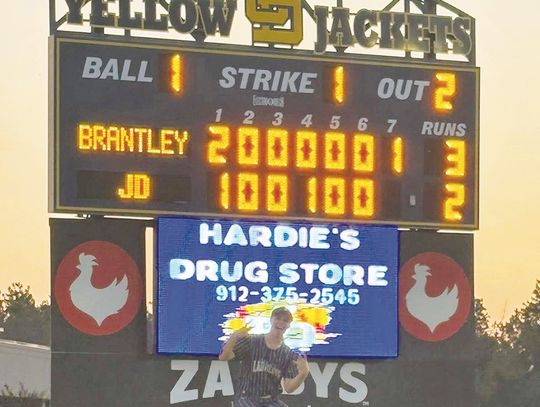 YELLOW S JACKETS
BALL 1 STRIKE 1 OUT 2
1 2 3 4 5 6 7 RUNS
BRANTLEY 2 0 0 0 0 0 1 3
JD 1 0 0 1 0 0 2
HARDIE'S
DRUG STORE
912-375-2545
ZA YS